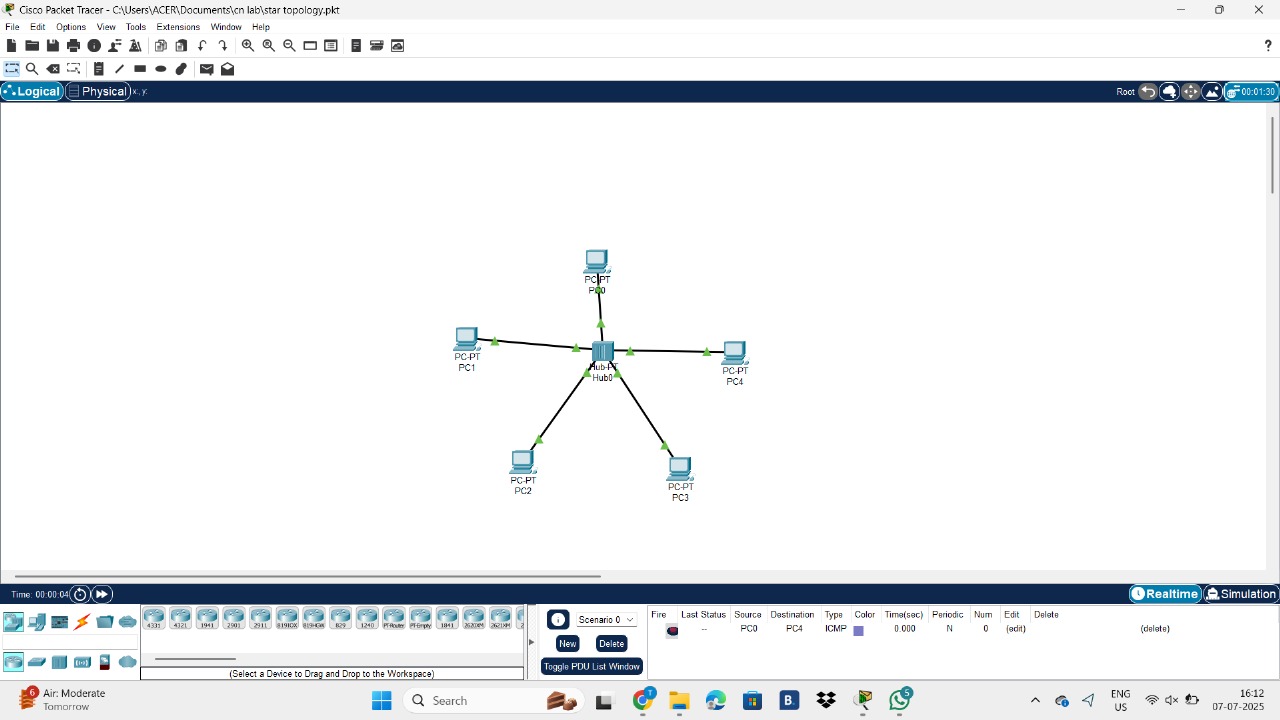 Cisco Packet Tracer - C:\Users\ACER\Documents\cn lab\star topology.pkt
File Edit Options View Tools Extensions Window Help
?
Logical Physical x: y: Root 00:01:30
PC-PT
PC0
PC-PT
PC1
Hub-PT
Hub0
PC-PT
PC4
PC-PT
PC2
PC-PT
PC3
Time: 00:00:04 Realtime Simulation
4331 4321 1941 2901 2911 819IOX 819HGW 829 1240 PT-Router PT-Empty 1841 2620XM 2621XM
(Select a Device to Drag and Drop to the Workspace)
Scenario 0
New Delete
Toggle PDU List Window
Fire Last Status Source Destination Type Color Time(sec) Periodic Num Edit Delete
-- PC0 PC4 ICMP 0.000 N 0 (edit) (delete)
6 Air: Moderate
Tomorrow
Search
T
B.
5
ENG
US
16:12
07-07-2025